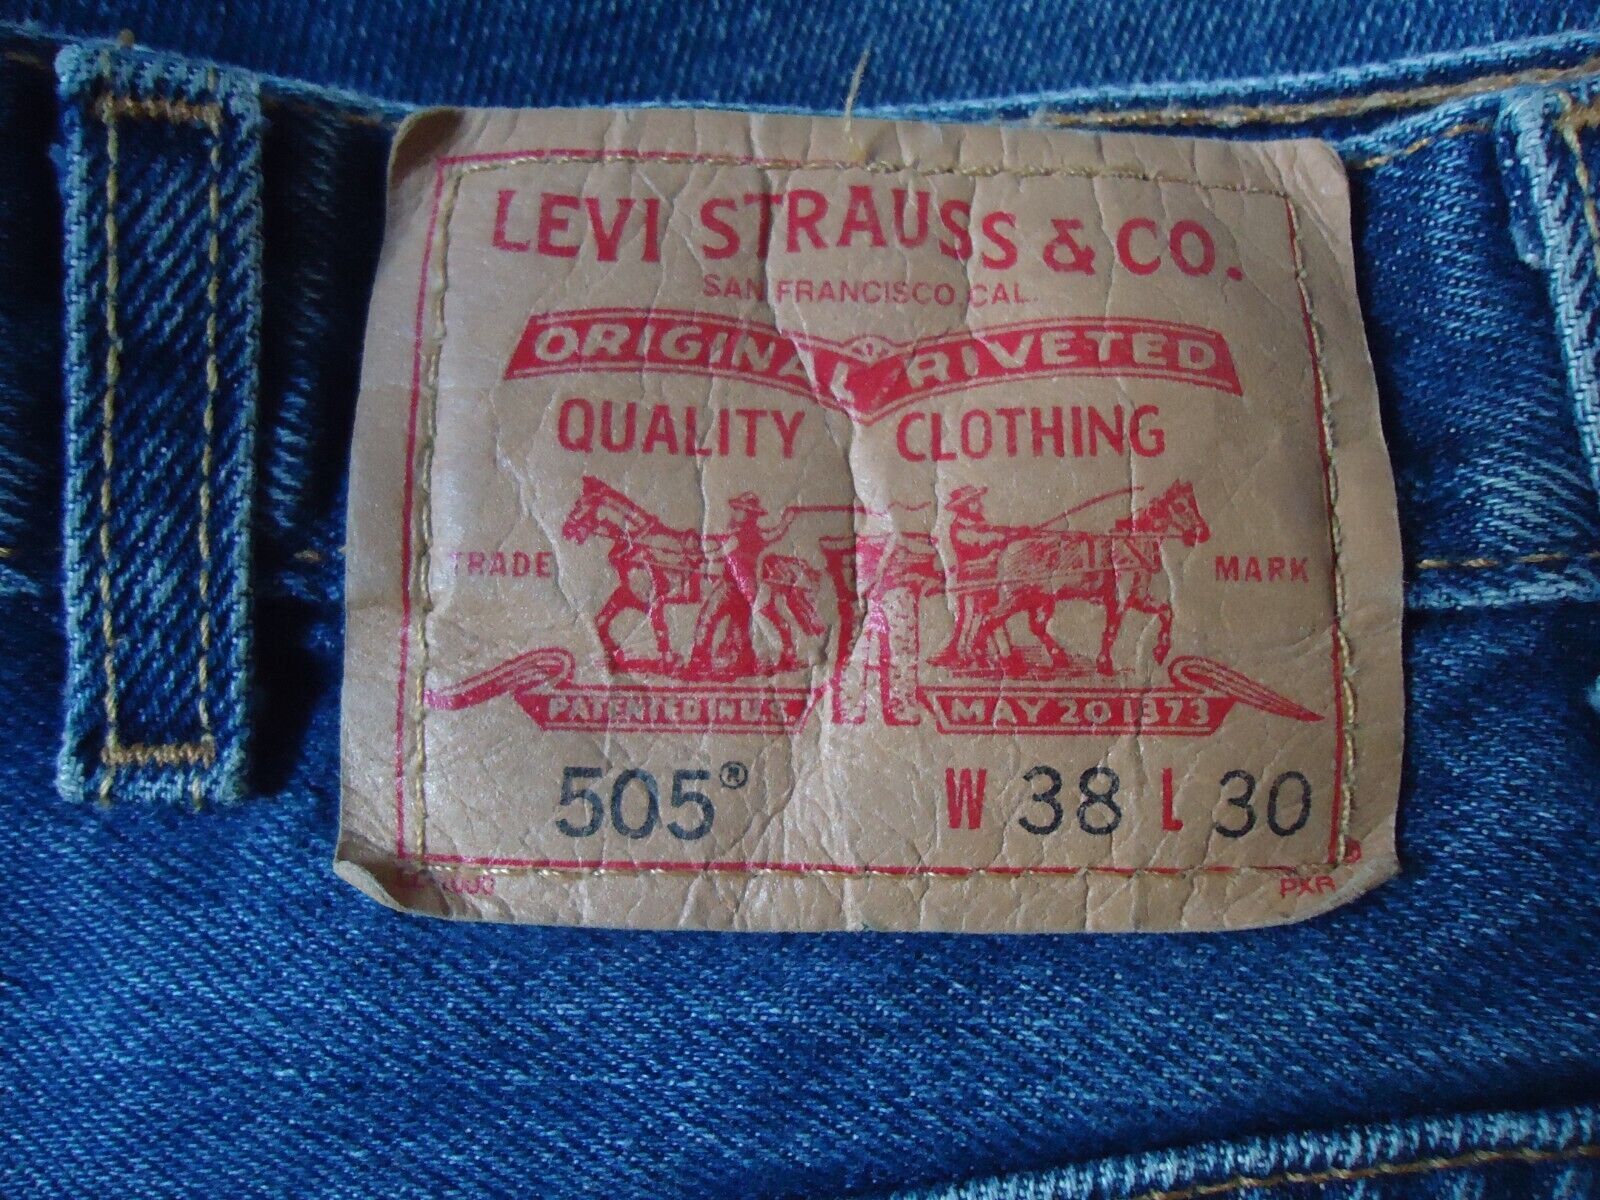 LEVI STRAUSS & CO.
SAN FRANCISCO, CAL.
ORIGINAL RIVETED
QUALITY CLOTHING
TRADE MARK
PATENTED IN U.S. MAY 20 1873
505® W 38 L 30
PXR